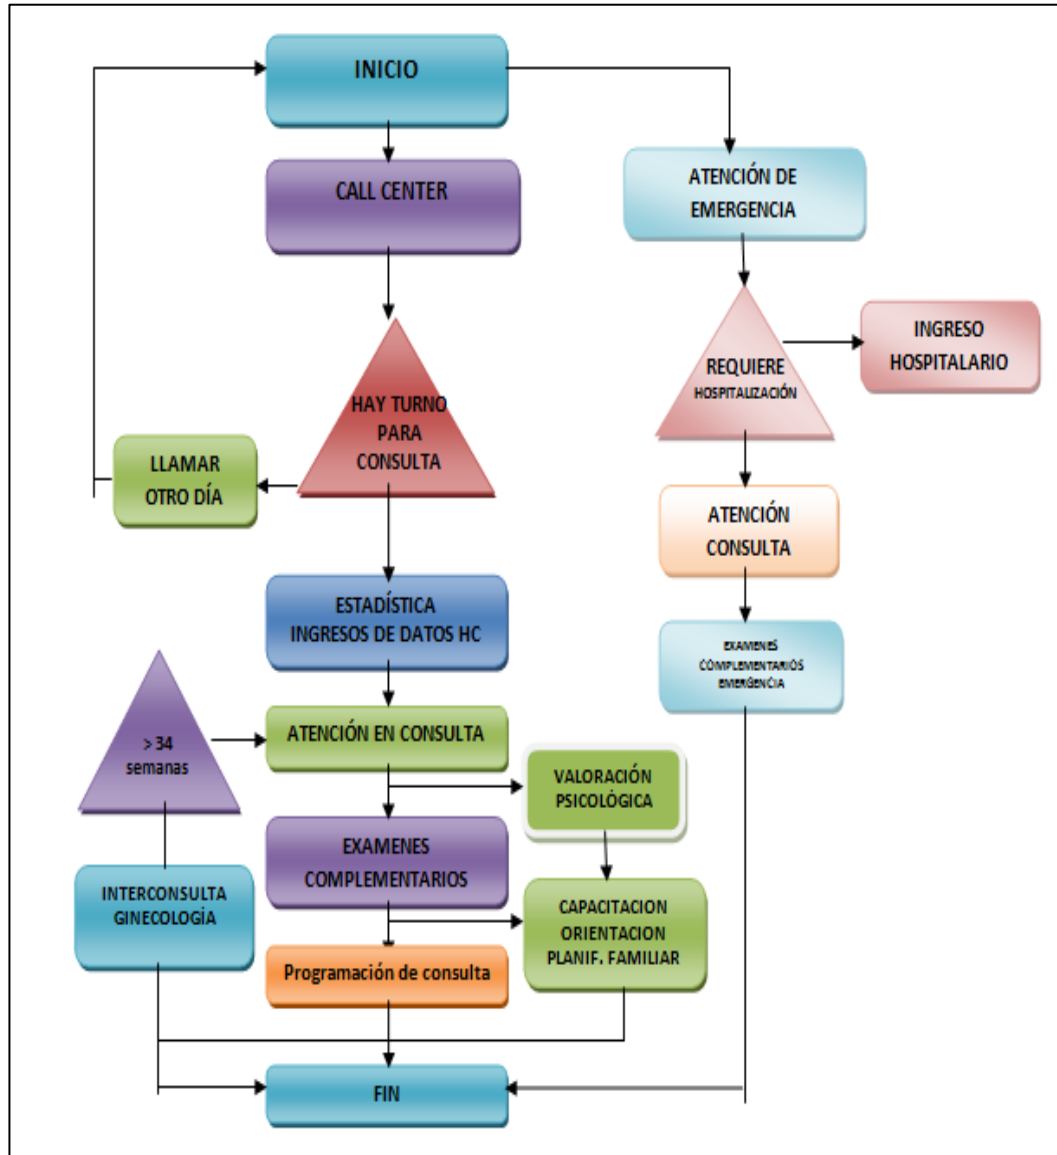 INICIO
CALL CENTER
ATENCIÓN DE
EMERGENCIA
REQUIERE
HOSPITALIZACIÓN
INGRESO
HOSPITALARIO
HAY TURNO
PARA
CONSULTA
LLAMAR
OTRO DÍA
ATENCIÓN
CONSULTA
ESTADÍSTICA
INGRESOS DE DATOS HC
EXAMENES
COMPLEMENTARIOS
EMERGENCIA
> 34
semanas
ATENCIÓN EN CONSULTA
VALORACIÓN
PSICOLÓGICA
EXAMENES
COMPLEMENTARIOS
INTERCONSULTA
GINECOLOGÍA
CAPACITACION
ORIENTACION
PLANIF. FAMILIAR
Programación de consulta
FIN